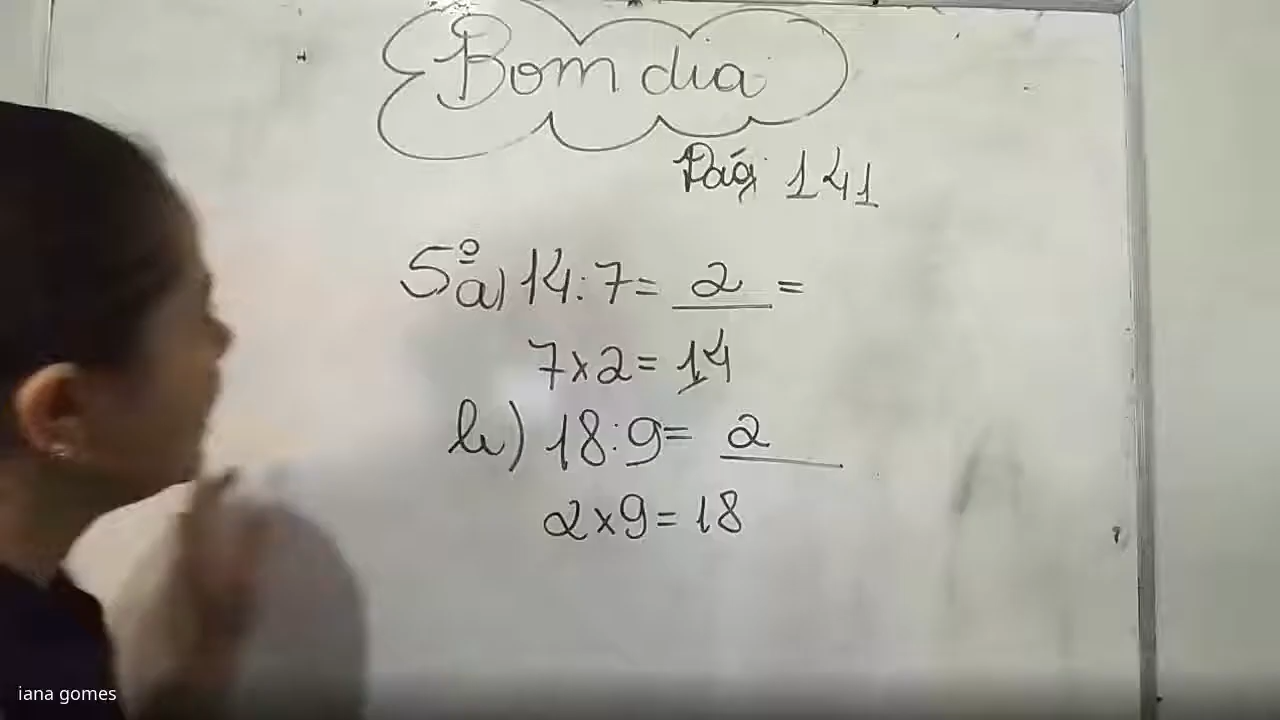 Bom dia
Pág: 141
5º a) 14:7= 2 =
7x2= 14
b) 18:9= 2
2x9=18
iana gomes